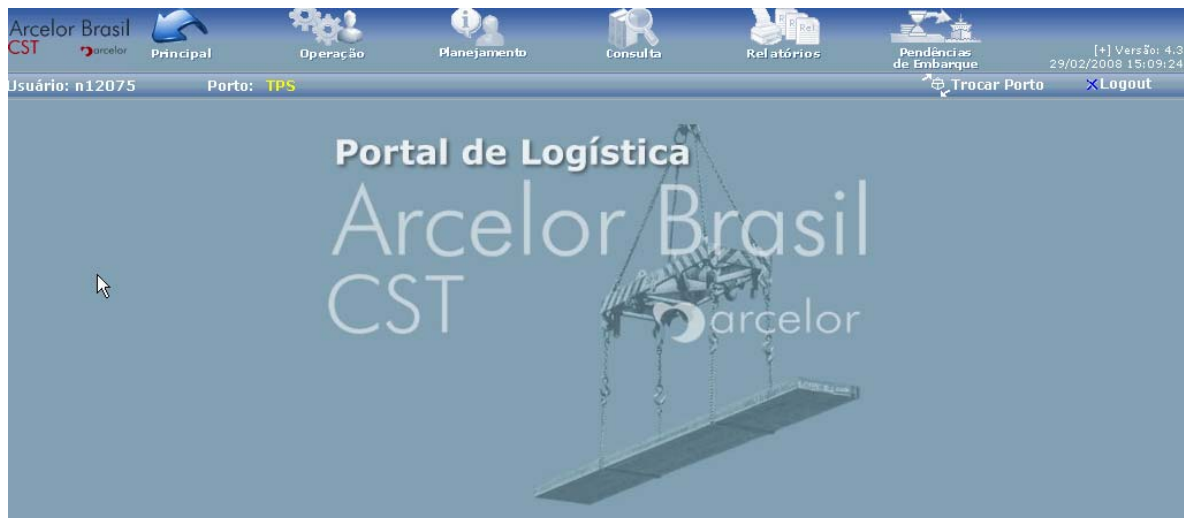 Arcelor Brasil
CST arcelor
Principal
Operação
Planejamento
Consulta
Rel
Relatórios
Pendências
de Embarque
[+] Versão: 4.3
29/02/2008 15:09:24
Usuário: n12075 Porto: TPS Trocar Porto Logout
Portal de Logística
Arcelor Brasil
CST arcelor